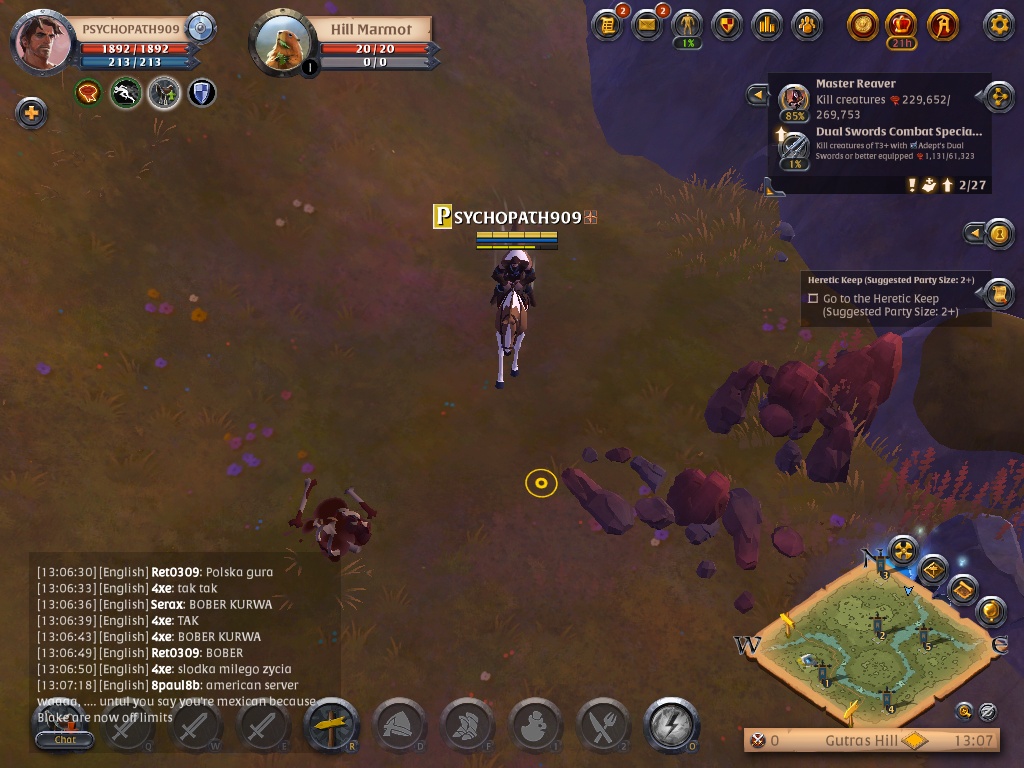 PSYCHOPATH909
1892 / 1892
213 / 213
Hill Marmot
20 / 20
0 / 0
I
2
2
1%
21h
Master Reaver
Kill creatures 229,652/
269,753
85%
Dual Swords Combat Specia...
Kill creatures of T3+ with Adept's Dual
Swords or better equipped 1,131/61,323
1%
2/27
PSYCHOPATH909
Heretic Keep (Suggested Party Size: 2+)
Go to the Heretic Keep
(Suggested Party Size: 2+)
[13:06:30] [English] Ret0309: Polska gura
[13:06:33] [English] 4xe: tak tak
[13:06:36] [English] Serax: BOBER KURWA
[13:06:39] [English] 4xe: TAK
[13:06:43] [English] 4xe: BOBER KURWA
[13:06:49] [English] Ret0309: BOBER
[13:06:50] [English] 4xe: slodka milego zycia
[13:07:18] [English] 8paul8b: american server
waaaa, .... untul you say you're mexican because
Blake are now off limits
Chat
Q
W
E
R
D
F
1
2
O
N
W
E
3
2
5
1
4
0
Gutras Hill
13:07